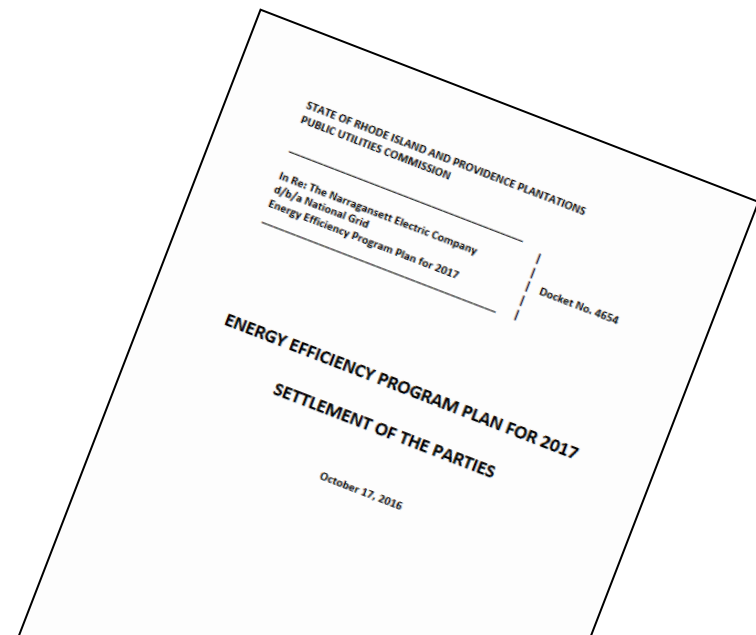 STATE OF RHODE ISLAND AND PROVIDENCE PLANTATIONS
PUBLIC UTILITIES COMMISSION
In Re: The Narragansett Electric Company
d/b/a National Grid
Energy Efficiency Program Plan for 2017
Docket No. 4654
ENERGY EFFICIENCY PROGRAM PLAN FOR 2017
SETTLEMENT OF THE PARTIES
October 17, 2016